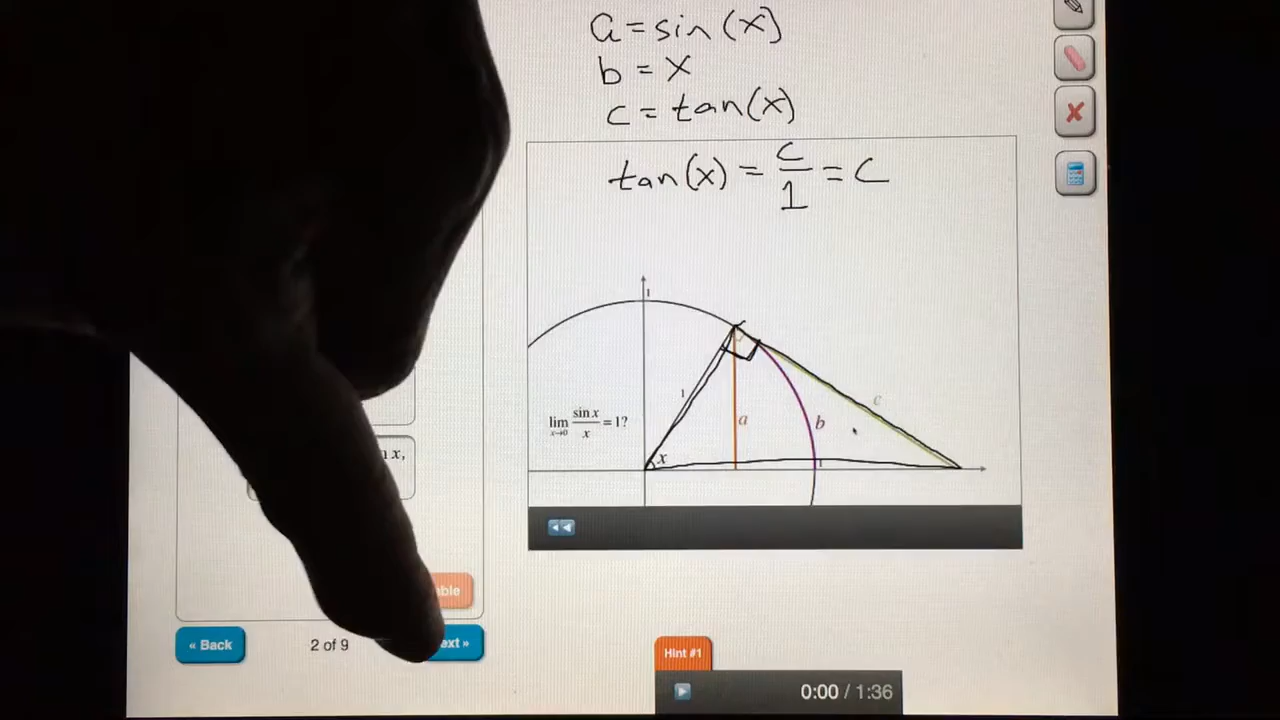 a = sin(x)
b = x
c = tan(x)
tan(x) = c/1 = c
1
1
lim x→0 sin x / x = 1?
a
b
c
x
1
x,
« Back
2 of 9
ext »
Hint #1
0:00 / 1:36